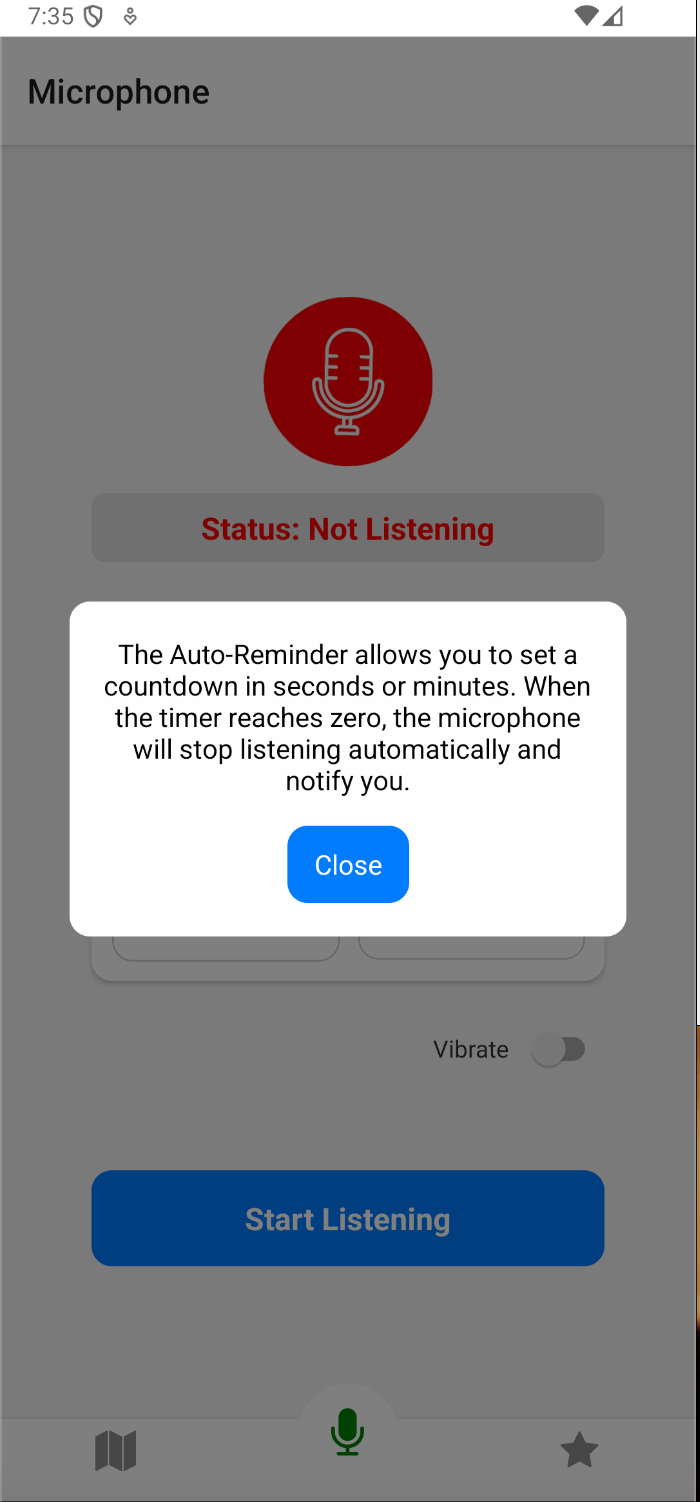 7:35
Microphone
Status: Not Listening
The Auto-Reminder allows you to set a
countdown in seconds or minutes. When
the timer reaches zero, the microphone
will stop listening automatically and
notify you.
Close
Vibrate
Start Listening